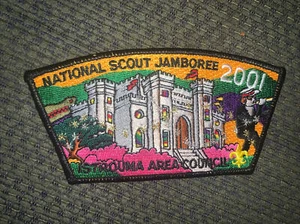 NATIONAL SCOUT JAMBOREE 2001
ISTROUMA AREA COUNCIL